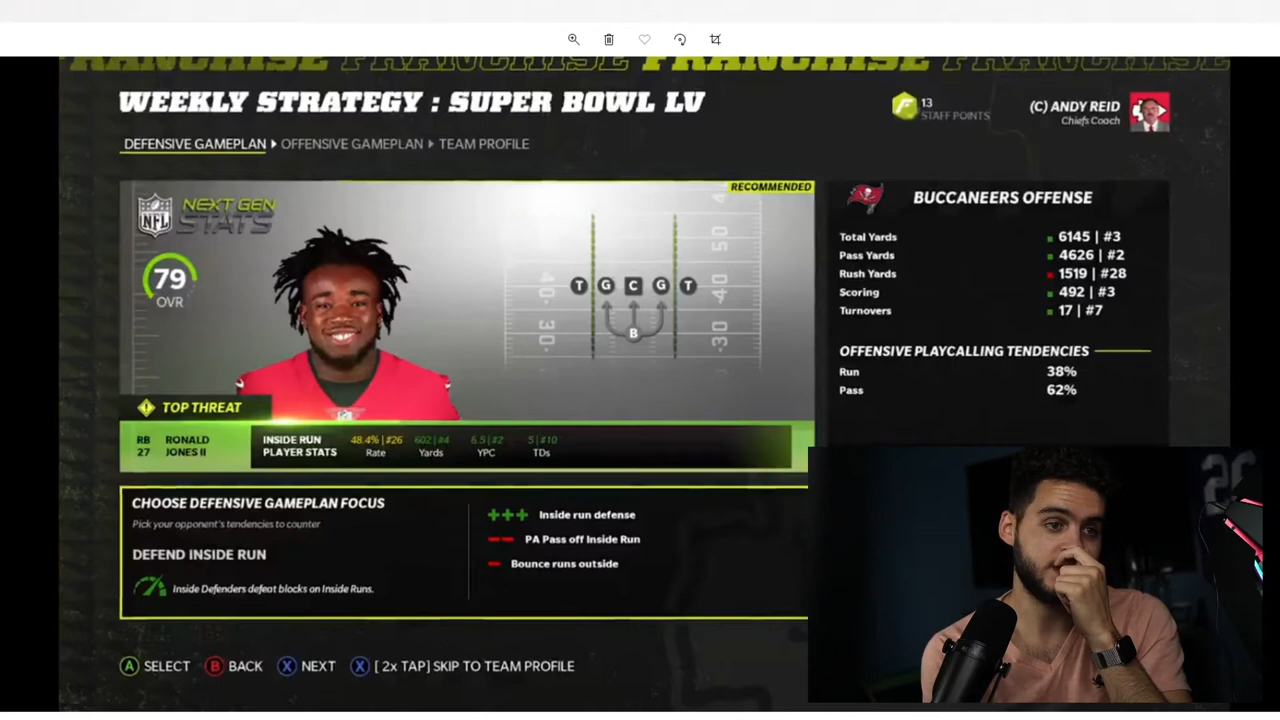 FRANCHISE FRANCHISE FRANCHISE FRANCHISE
WEEKLY STRATEGY : SUPER BOWL LV
13
STAFF POINTS
(C) ANDY REID
Chiefs Coach
DEFENSIVE GAMEPLAN OFFENSIVE GAMEPLAN TEAM PROFILE
RECOMMENDED
NFL
NEXT GEN
STATS
79
OVR
T G C G T
B
50
40
40
30
30
TOP THREAT
RB RONALD
27 JONES II
INSIDE RUN
PLAYER STATS
48.4% | #26 602 | #4 6.5 | #2 5 | #10
Rate Yards YPC TDs
BUCCANEERS OFFENSE
Total Yards 6145 | #3
Pass Yards 4626 | #2
Rush Yards 1519 | #28
Scoring 492 | #3
Turnovers 17 | #7
OFFENSIVE PLAYCALLING TENDENCIES
Run 38%
Pass 62%
CHOOSE DEFENSIVE GAMEPLAN FOCUS
Pick your opponent's tendencies to counter
DEFEND INSIDE RUN
Inside Defenders defeat blocks on Inside Runs.
+++ Inside run defense
-- PA Pass off Inside Run
- Bounce runs outside
A SELECT B BACK X NEXT X [ 2x TAP] SKIP TO TEAM PROFILE